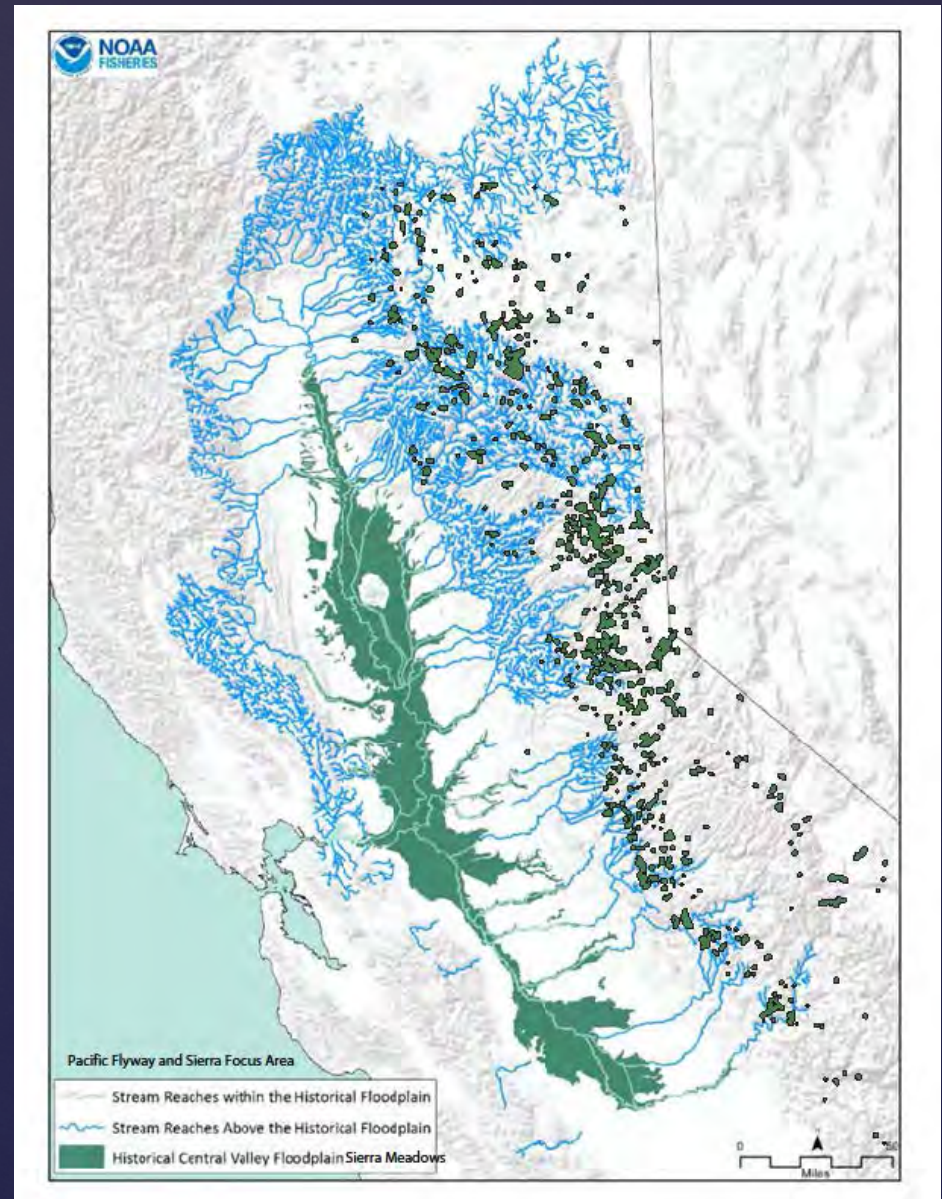 NOAA
FISHERIES
Pacific Flyway and Sierra Focus Area
Stream Reaches within the Historical Floodplain
Stream Reaches Above the Historical Floodplain
Historical Central Valley Floodplain Sierra Meadows
0 50
Miles